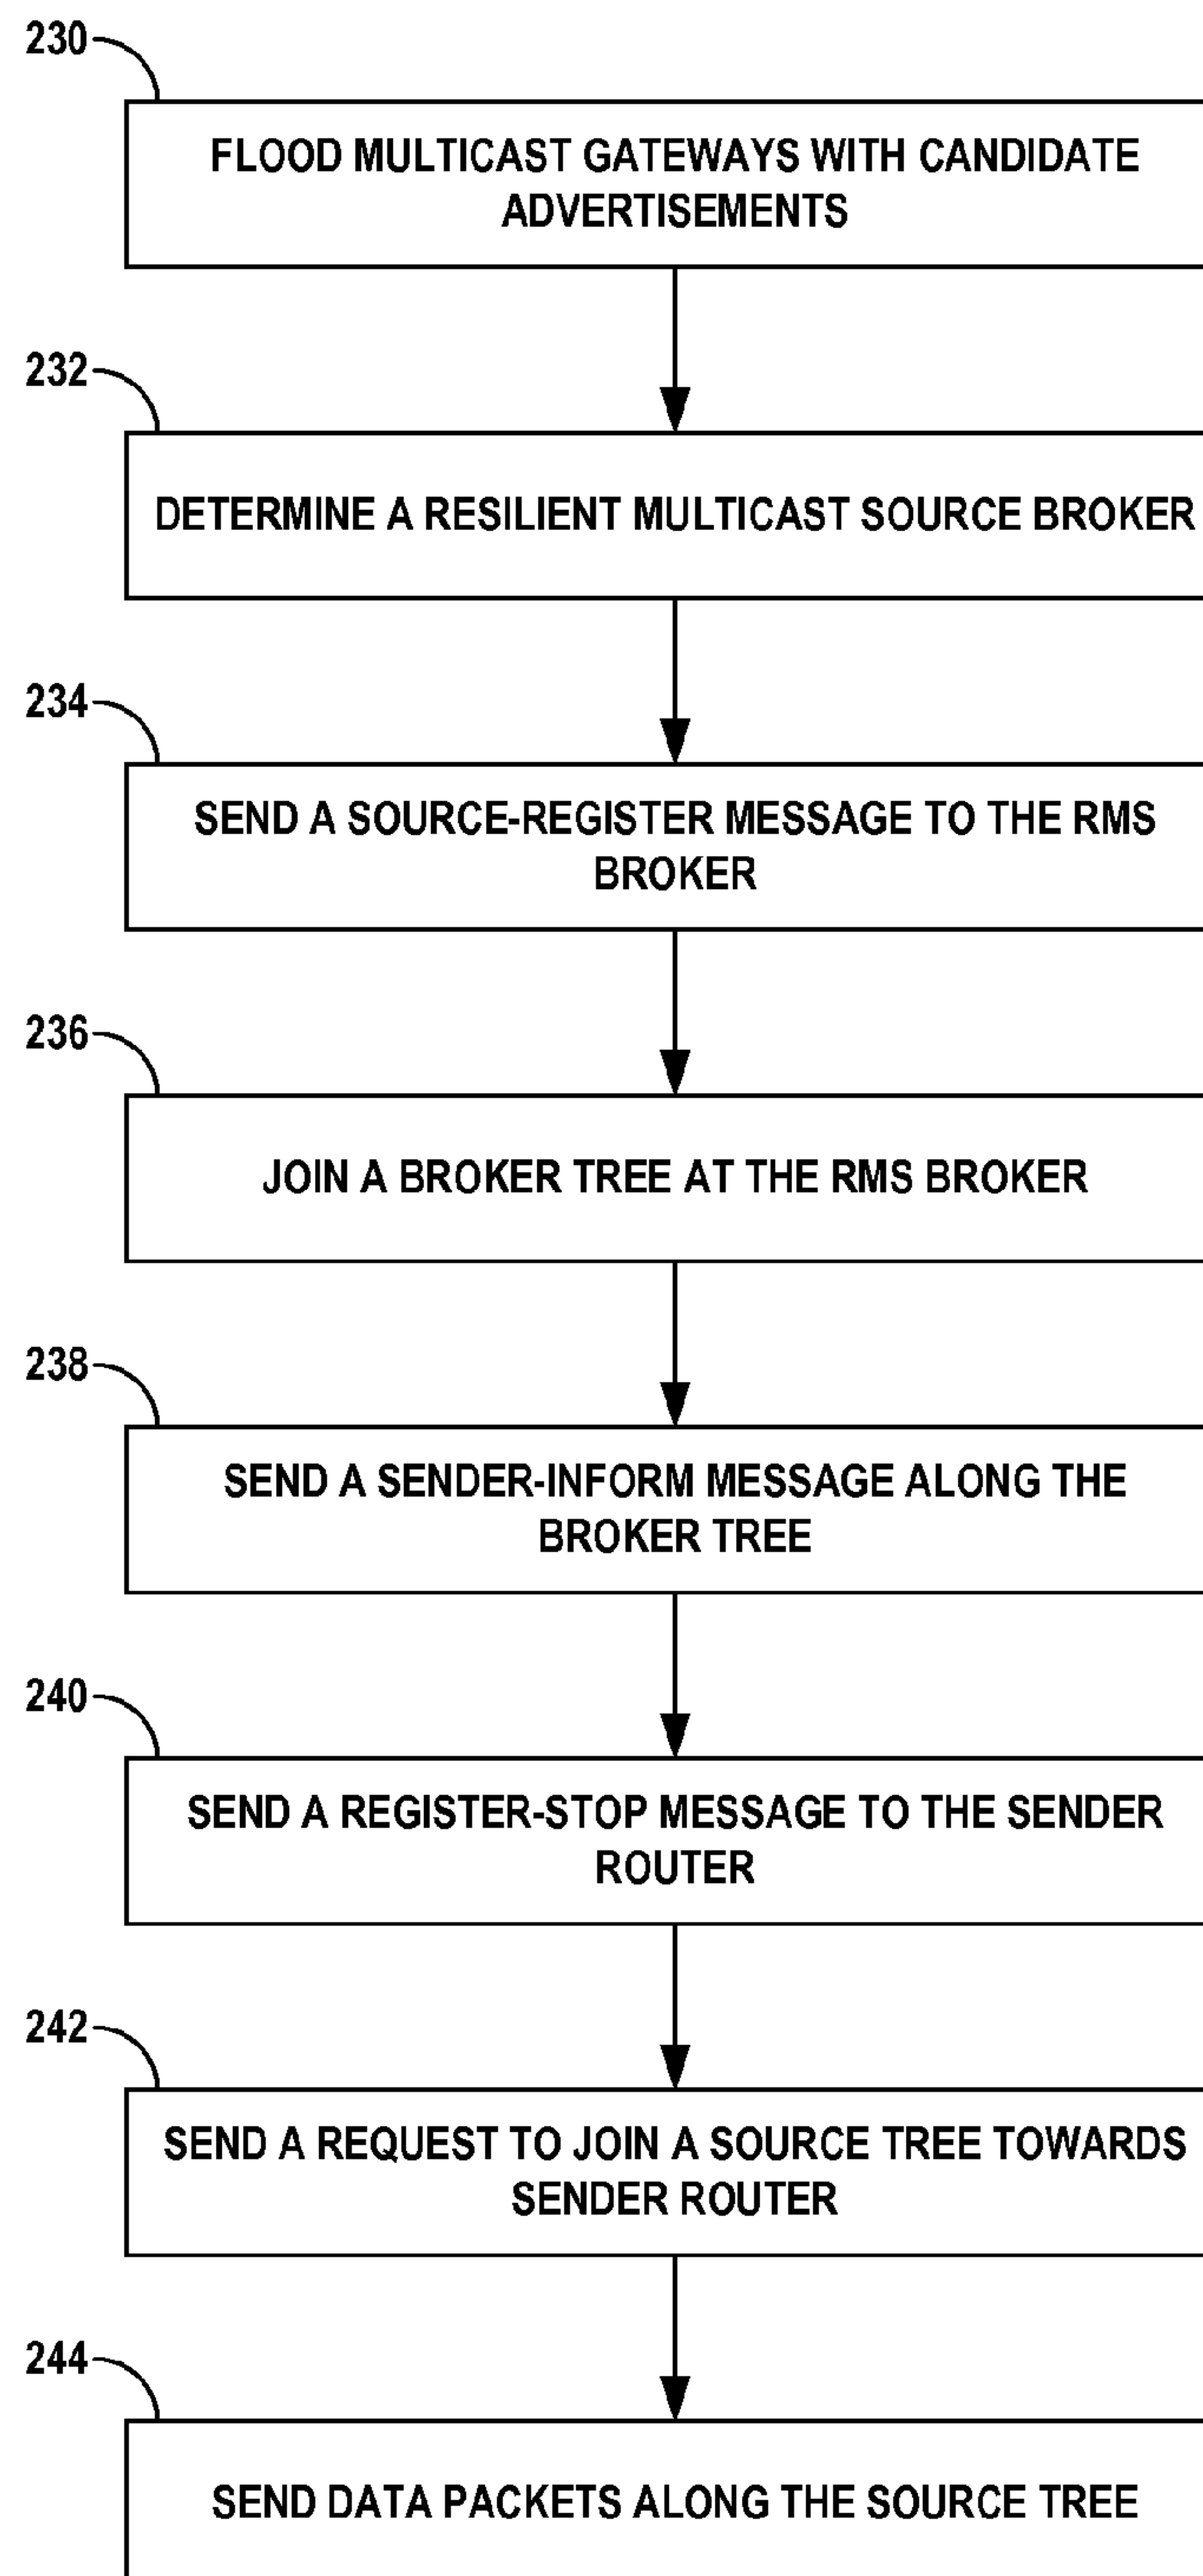 230
FLOOD MULTICAST GATEWAYS WITH CANDIDATE
ADVERTISEMENTS
232
DETERMINE A RESILIENT MULTICAST SOURCE BROKER
234
SEND A SOURCE-REGISTER MESSAGE TO THE RMS
BROKER
236
JOIN A BROKER TREE AT THE RMS BROKER
238
SEND A SENDER-INFORM MESSAGE ALONG THE
BROKER TREE
240
SEND A REGISTER-STOP MESSAGE TO THE SENDER
ROUTER
242
SEND A REQUEST TO JOIN A SOURCE TREE TOWARDS
SENDER ROUTER
244
SEND DATA PACKETS ALONG THE SOURCE TREE